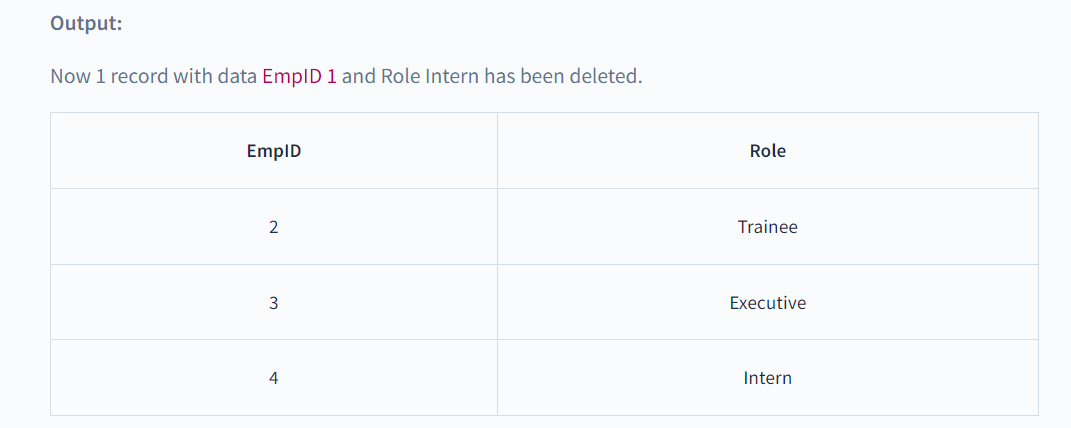 Output:
Now 1 record with data EmpID 1 and Role Intern has been deleted.
EmpID Role
2 Trainee
3 Executive
4 Intern